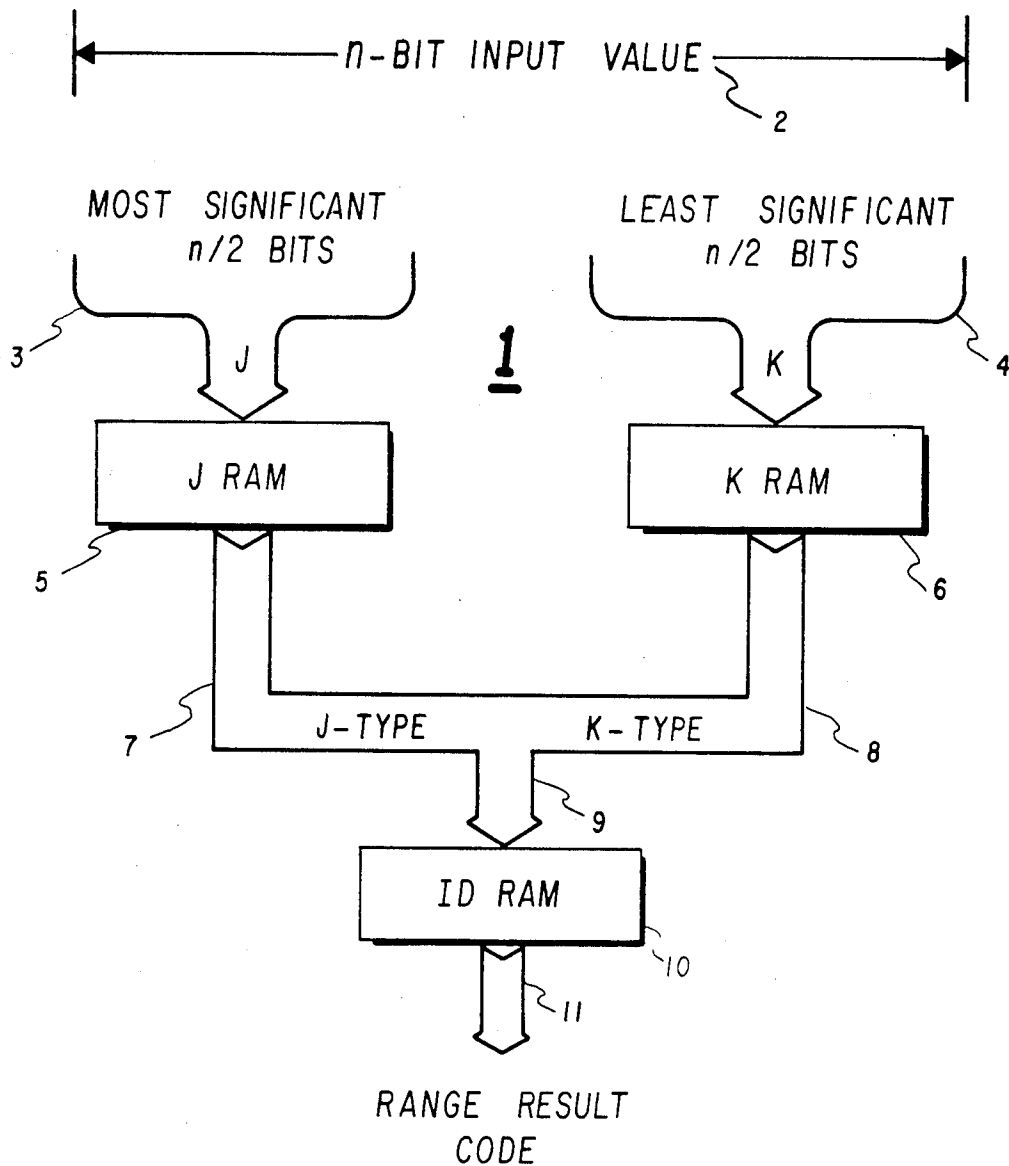 n-BIT INPUT VALUE
2
MOST SIGNIFICANT
n/2 BITS
LEAST SIGNIFICANT
n/2 BITS
3
J
1
K
4
J RAM
K RAM
5
6
7
J-TYPE
K-TYPE
8
9
ID RAM
10
11
RANGE RESULT
CODE